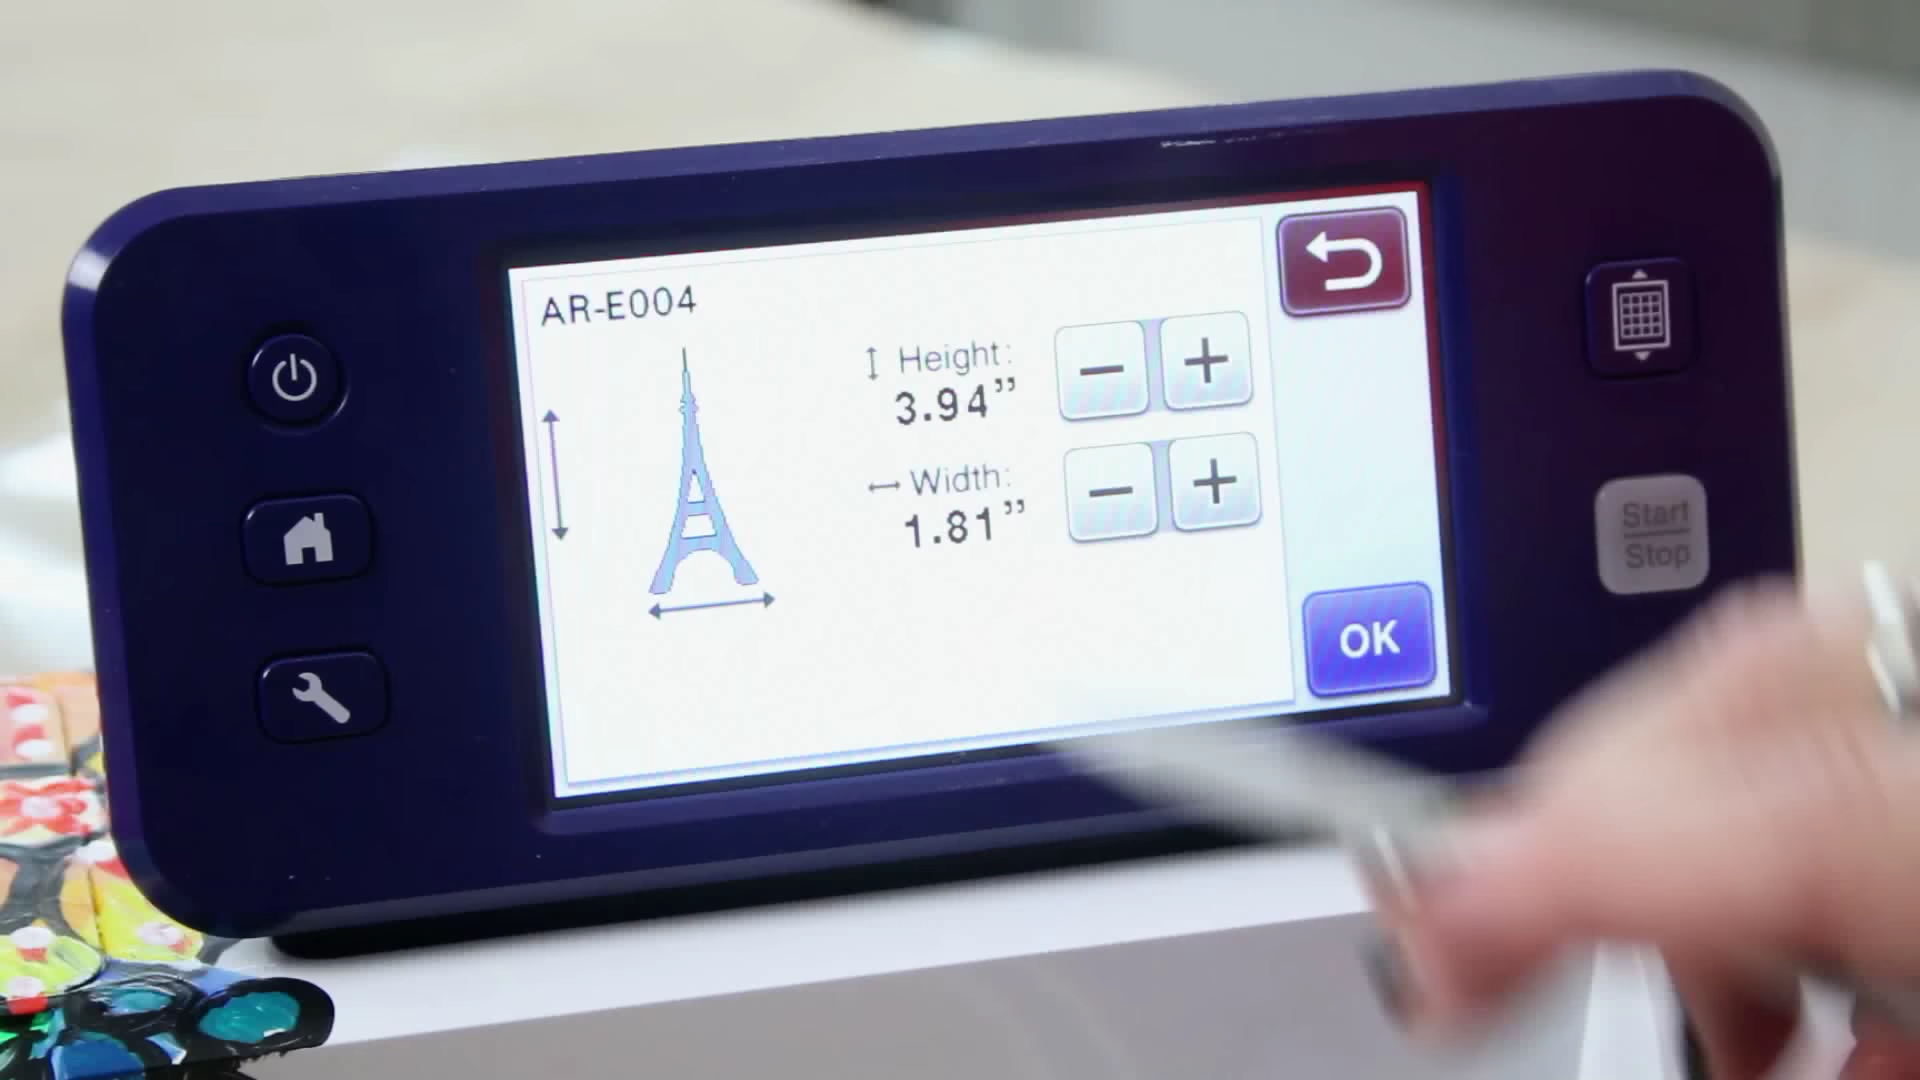 AR-E004
Height:
3.94”
Width:
1.81”
OK
Start
Stop